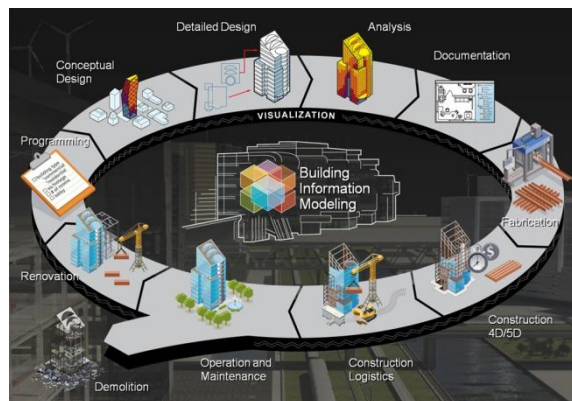 Detailed Design
Analysis
Conceptual
Design
Documentation
VISUALIZATION
Programming
Building
Information
Modeling
Fabrication
Renovation
Construction
4D/5D
Operation and
Maintenance
Construction
Logistics
Demolition